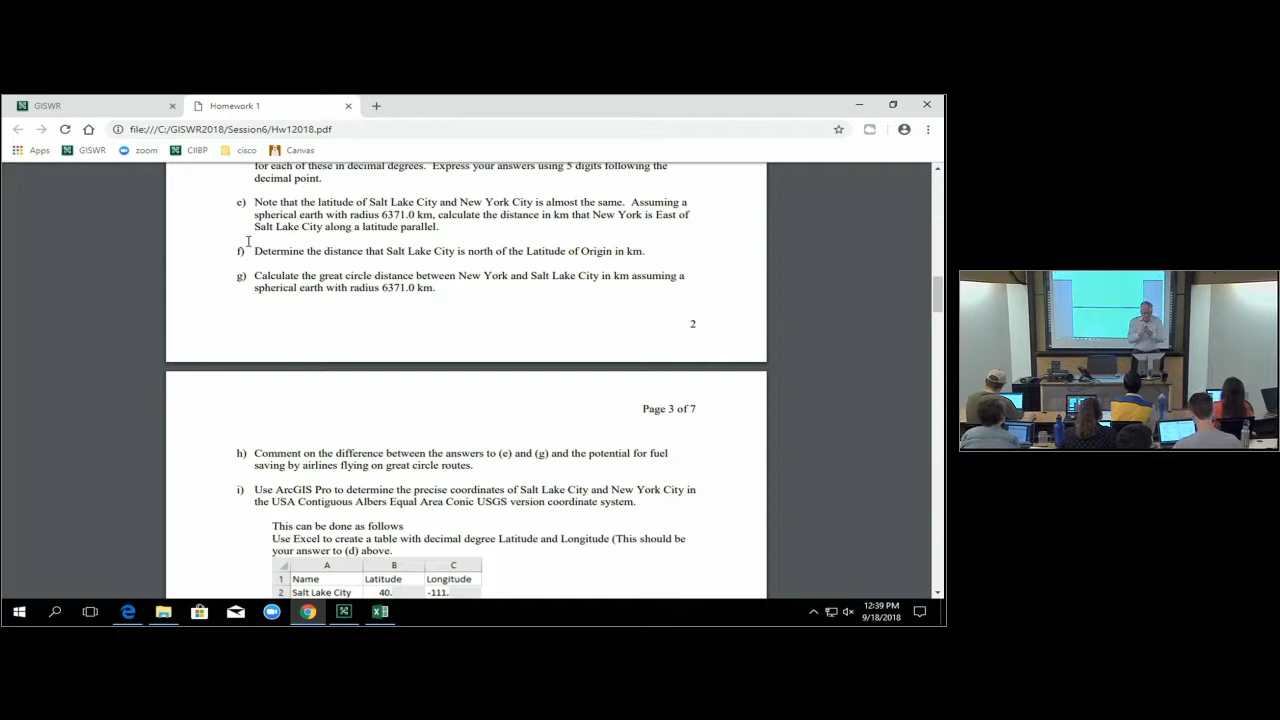 GISWR
Homework 1
file:///C:/GISWR2018/Session6/Hw12018.pdf
Apps GISWR zoom CIIBP cisco Canvas
for each of these in decimal degrees. Express your answers using 5 digits following the
decimal point.
e) Note that the latitude of Salt Lake City and New York City is almost the same. Assuming a
spherical earth with radius 6371.0 km, calculate the distance in km that New York is East of
Salt Lake City along a latitude parallel.
f) Determine the distance that Salt Lake City is north of the Latitude of Origin in km.
g) Calculate the great circle distance between New York and Salt Lake City in km assuming a
spherical earth with radius 6371.0 km.
2
Page 3 of 7
h) Comment on the difference between the answers to (e) and (g) and the potential for fuel
saving by airlines flying on great circle routes.
i) Use ArcGIS Pro to determine the precise coordinates of Salt Lake City and New York City in
the USA Contiguous Albers Equal Area Conic USGS version coordinate system.
This can be done as follows
Use Excel to create a table with decimal degree Latitude and Longitude (This should be
your answer to (d) above.
A B C
1 Name Latitude Longitude
2 Salt Lake City 40. -111.
12:39 PM
9/18/2018